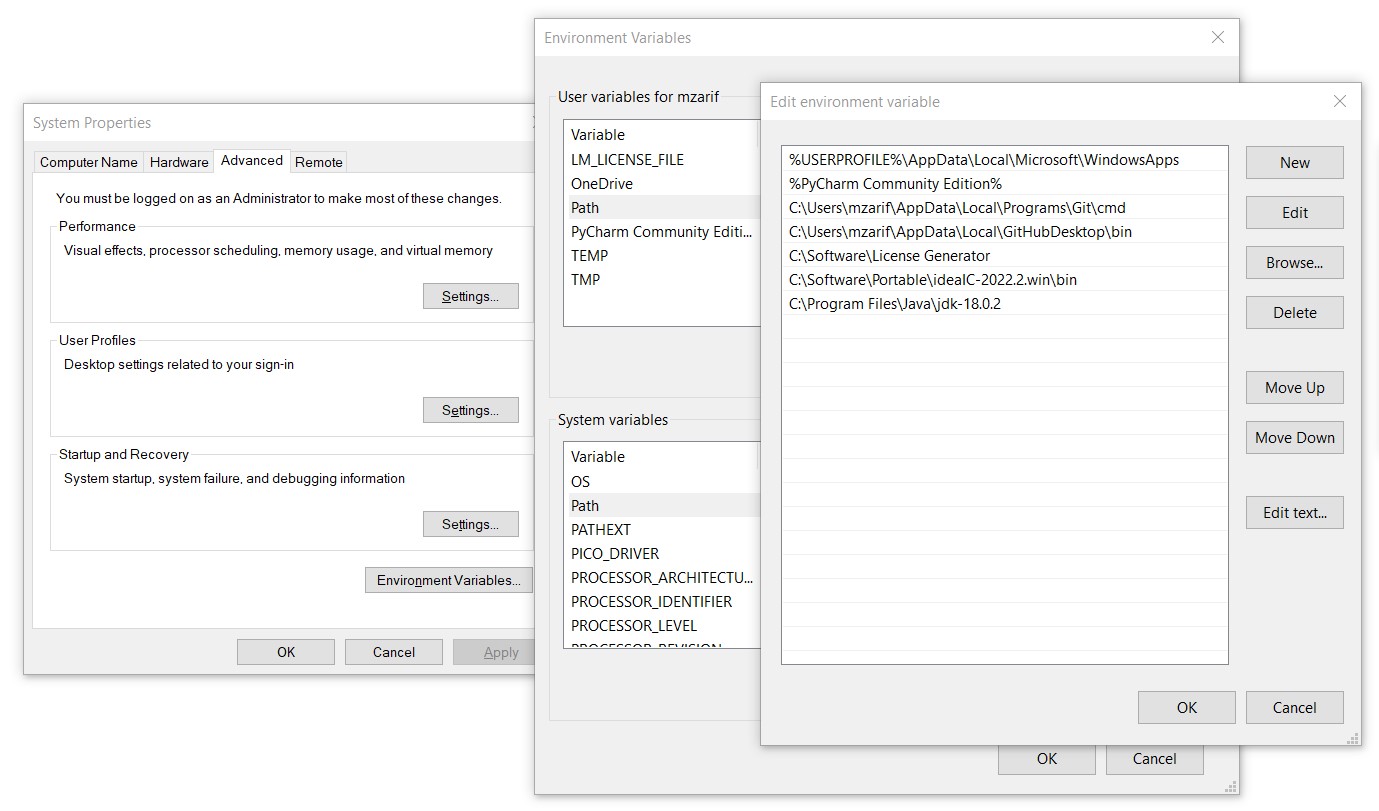 System Properties
Computer Name
Hardware
Advanced
Remote
You must be logged on as an Administrator to make most of these changes.
Performance
Visual effects, processor scheduling, memory usage, and virtual memory
Settings...
User Profiles
Desktop settings related to your sign-in
Settings...
Startup and Recovery
System startup, system failure, and debugging information
Settings...
Environment Variables...
OK
Cancel
Apply
Environment Variables
User variables for mzarif
Variable
LM_LICENSE_FILE
OneDrive
Path
PyCharm Community Editi...
TEMP
TMP
System variables
Variable
OS
Path
PATHEXT
PICO_DRIVER
PROCESSOR_ARCHITECTU...
PROCESSOR_IDENTIFIER
PROCESSOR_LEVEL
PROCESSOR_REVISION
OK
Cancel
Edit environment variable
%USERPROFILE%\AppData\Local\Microsoft\WindowsApps
%PyCharm Community Edition%
C:\Users\mzarif\AppData\Local\Programs\Git\cmd
C:\Users\mzarif\AppData\Local\GitHubDesktop\bin
C:\Software\License Generator
C:\Software\Portable\ideaIC-2022.2.win\bin
C:\Program Files\Java\jdk-18.0.2
New
Edit
Browse...
Delete
Move Up
Move Down
Edit text...
OK
Cancel